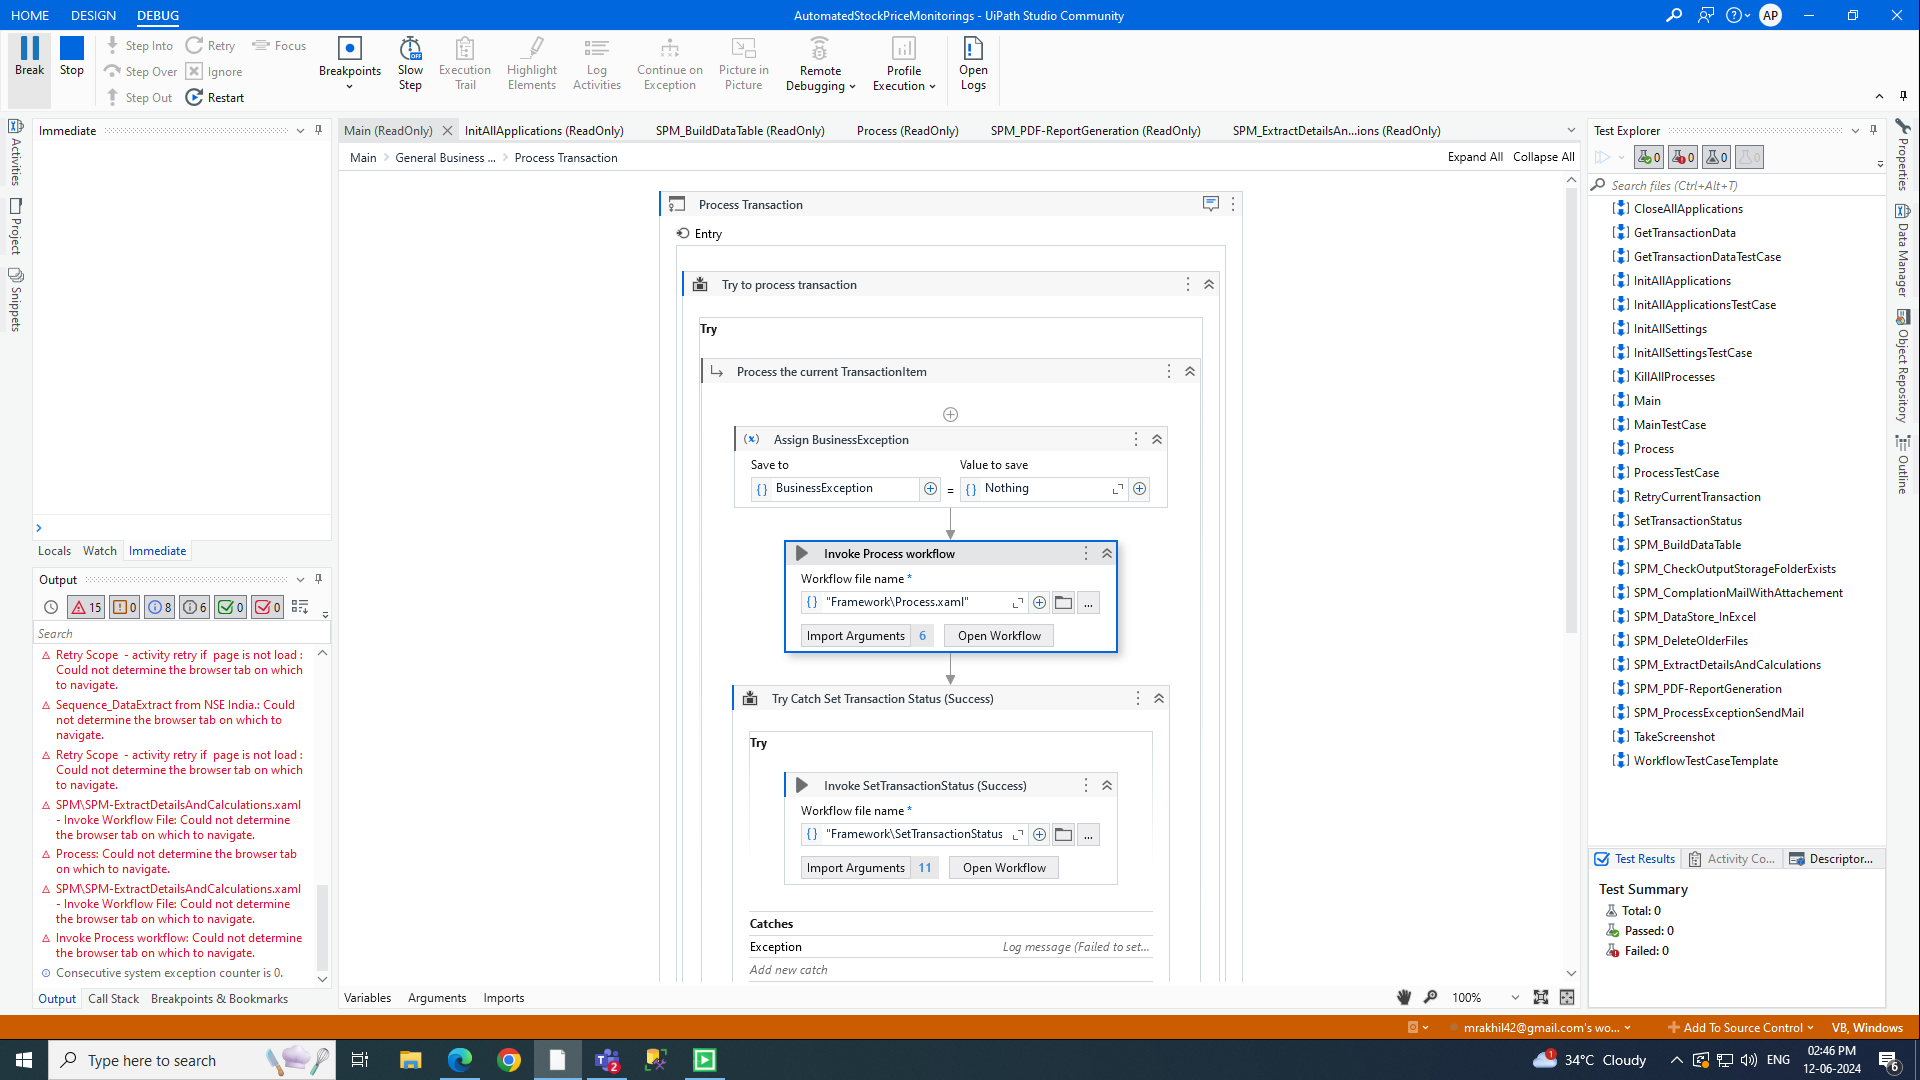 HOME DESIGN DEBUG
AutomatedStockPriceMonitorings - UiPath Studio Community
AP
Break
Stop
Step Into
Step Over
Step Out
Retry
Ignore
Restart
Focus
Breakpoints
Slow Step
Execution Trail
Highlight Elements
Log Activities
Continue on Exception
Picture in Picture
Remote Debugging
Profile Execution
Open Logs
Activities
Project
Snippets
Immediate
Locals Watch Immediate
Output
15 0 8 6 0 0
Search
Retry Scope - activity retry if page is not load :
Could not determine the browser tab on which
to navigate.
Sequence_DataExtract from NSE India.: Could
not determine the browser tab on which to
navigate.
Retry Scope - activity retry if page is not load :
Could not determine the browser tab on which
to navigate.
SPM\SPM-ExtractDetailsAndCalculations.xaml
- Invoke Workflow File: Could not determine
the browser tab on which to navigate.
Process: Could not determine the browser tab
on which to navigate.
SPM\SPM-ExtractDetailsAndCalculations.xaml
- Invoke Workflow File: Could not determine
the browser tab on which to navigate.
Invoke Process workflow: Could not determine
the browser tab on which to navigate.
Consecutive system exception counter is 0.
Output Call Stack Breakpoints & Bookmarks
Main (ReadOnly) InitAllApplications (ReadOnly) SPM_BuildDataTable (ReadOnly) Process (ReadOnly) SPM_PDF-ReportGeneration (ReadOnly) SPM_ExtractDetailsAn...ions (ReadOnly)
Main > General Business ... > Process Transaction
Expand All Collapse All
Process Transaction
Entry
Try to process transaction
Try
Process the current TransactionItem
Assign BusinessException
Save to Value to save
BusinessException = Nothing
Invoke Process workflow
Workflow file name *
"Framework\Process.xaml" ...
Import Arguments 6 Open Workflow
Try Catch Set Transaction Status (Success)
Try
Invoke SetTransactionStatus (Success)
Workflow file name *
"Framework\SetTransactionStatus ...
Import Arguments 11 Open Workflow
Catches
Exception Log message (Failed to set...
Add new catch
Variables Arguments Imports
100%
Test Explorer
0 0 0 0
Search files (Ctrl+Alt+T)
CloseAllApplications
GetTransactionData
GetTransactionDataTestCase
InitAllApplications
InitAllApplicationsTestCase
InitAllSettings
InitAllSettingsTestCase
KillAllProcesses
Main
MainTestCase
Process
ProcessTestCase
RetryCurrentTransaction
SetTransactionStatus
SPM_BuildDataTable
SPM_CheckOutputStorageFolderExists
SPM_ComplationMailWithAttachement
SPM_DataStore_InExcel
SPM_DeleteOlderFiles
SPM_ExtractDetailsAndCalculations
SPM_PDF-ReportGeneration
SPM_ProcessExceptionSendMail
TakeScreenshot
WorkflowTestCaseTemplate
Test Results Activity Co... Descriptor...
Test Summary
Total: 0
Passed: 0
Failed: 0
Properties
Data Manager
Object Repository
Outline
mrakhil42@gmail.com's wo... Add To Source Control VB, Windows
Type here to search
2
1
34°C Cloudy
ENG
02:46 PM
12-06-2024
6